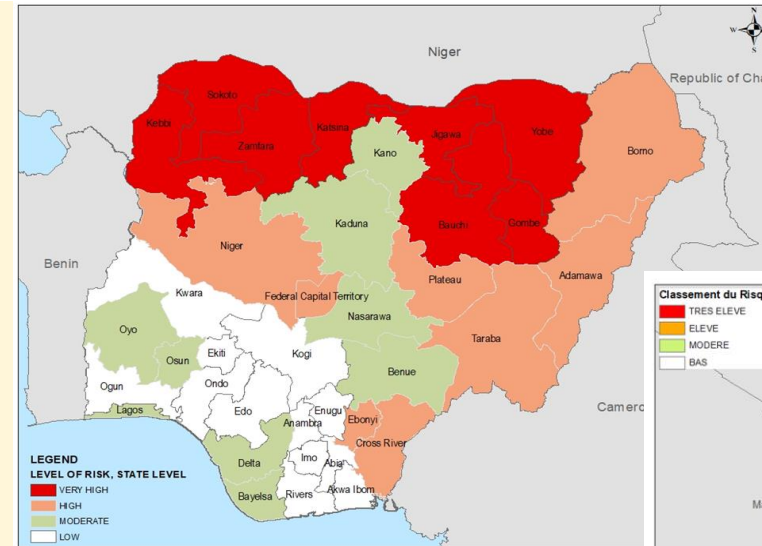 N
W
S
Niger
Republic of Cha
Sokoto
Kebbi
Katsina
Zamfara
Jigawa
Yobe
Kano
Borno
Bauchi
Gombe
Kaduna
Niger
Benin
Plateau
Adamawa
Kwara
Federal Capital Territory
Nasarawa
Oyo
Taraba
Ekiti
Kogi
Osun
Benue
Ondo
Ogun
Edo
Enugu
Lagos
Anambra
Ebonyi
Camero
Cross River
Imo
Abia
Delta
Bayelsa
Rivers
Akwa Ibom
LEGEND
LEVEL OF RISK, STATE LEVEL
VERY HIGH
HIGH
MODERATE
LOW
Classement du Risq
TRES ELEVE
ELEVE
MODERE
BAS